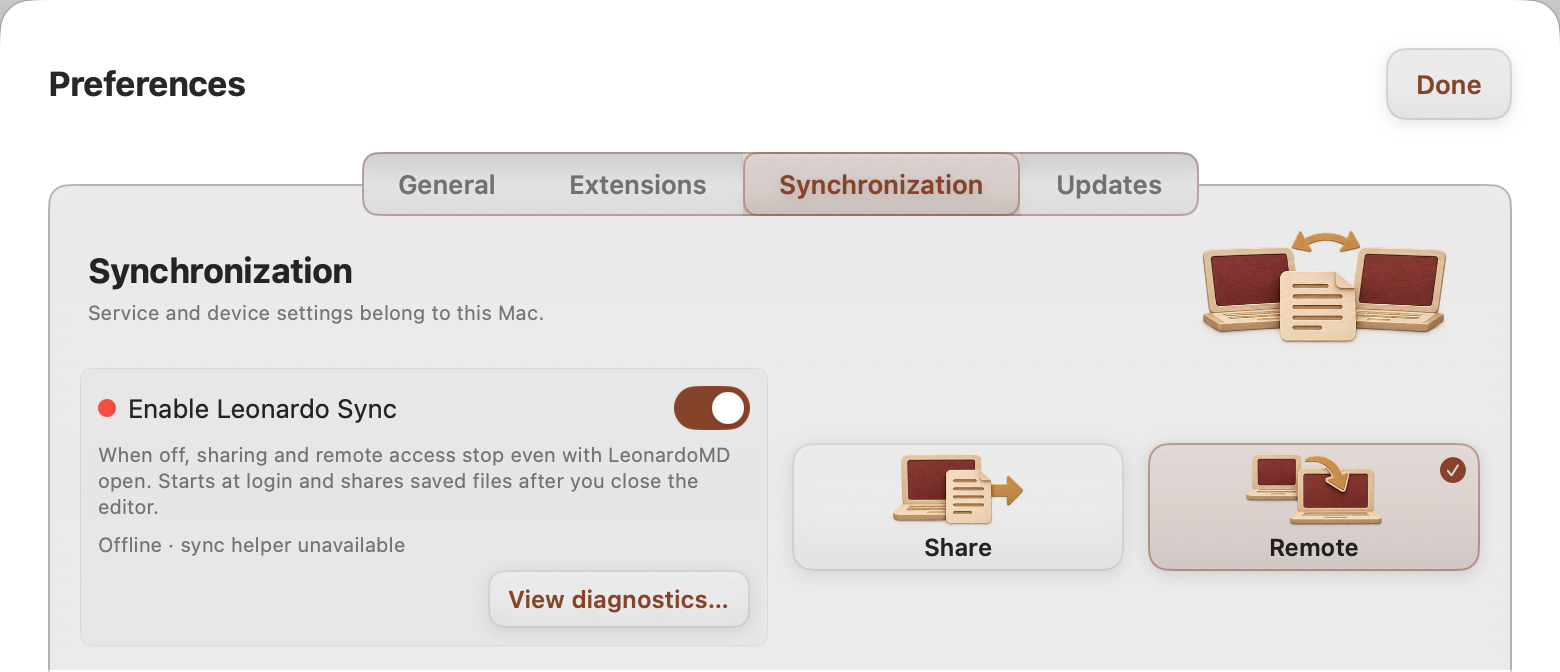 Preferences
Done
General
Extensions
Synchronization
Updates
Synchronization
Service and device settings belong to this Mac.
Enable Leonardo Sync
When off, sharing and remote access stop even with LeonardoMD
open. Starts at login and shares saved files after you close the
editor.
Offline · sync helper unavailable
View diagnostics...
Share
Remote